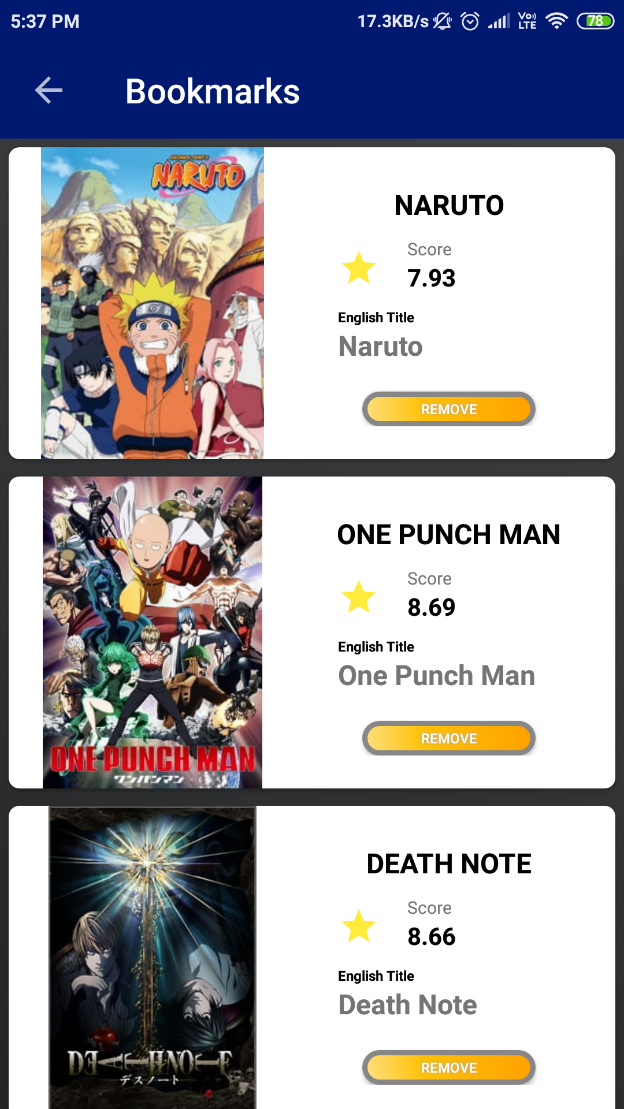 5:37 PM
17.3KB/s
Vo))
LTE
78
Bookmarks
NARUTO
NARUTO
Score
7.93
English Title
Naruto
REMOVE
ONE PUNCH MAN
ワンパンマン
ONE PUNCH MAN
Score
8.69
English Title
One Punch Man
REMOVE
DEATH NOTE
デスノート
DEATH NOTE
Score
8.66
English Title
Death Note
REMOVE